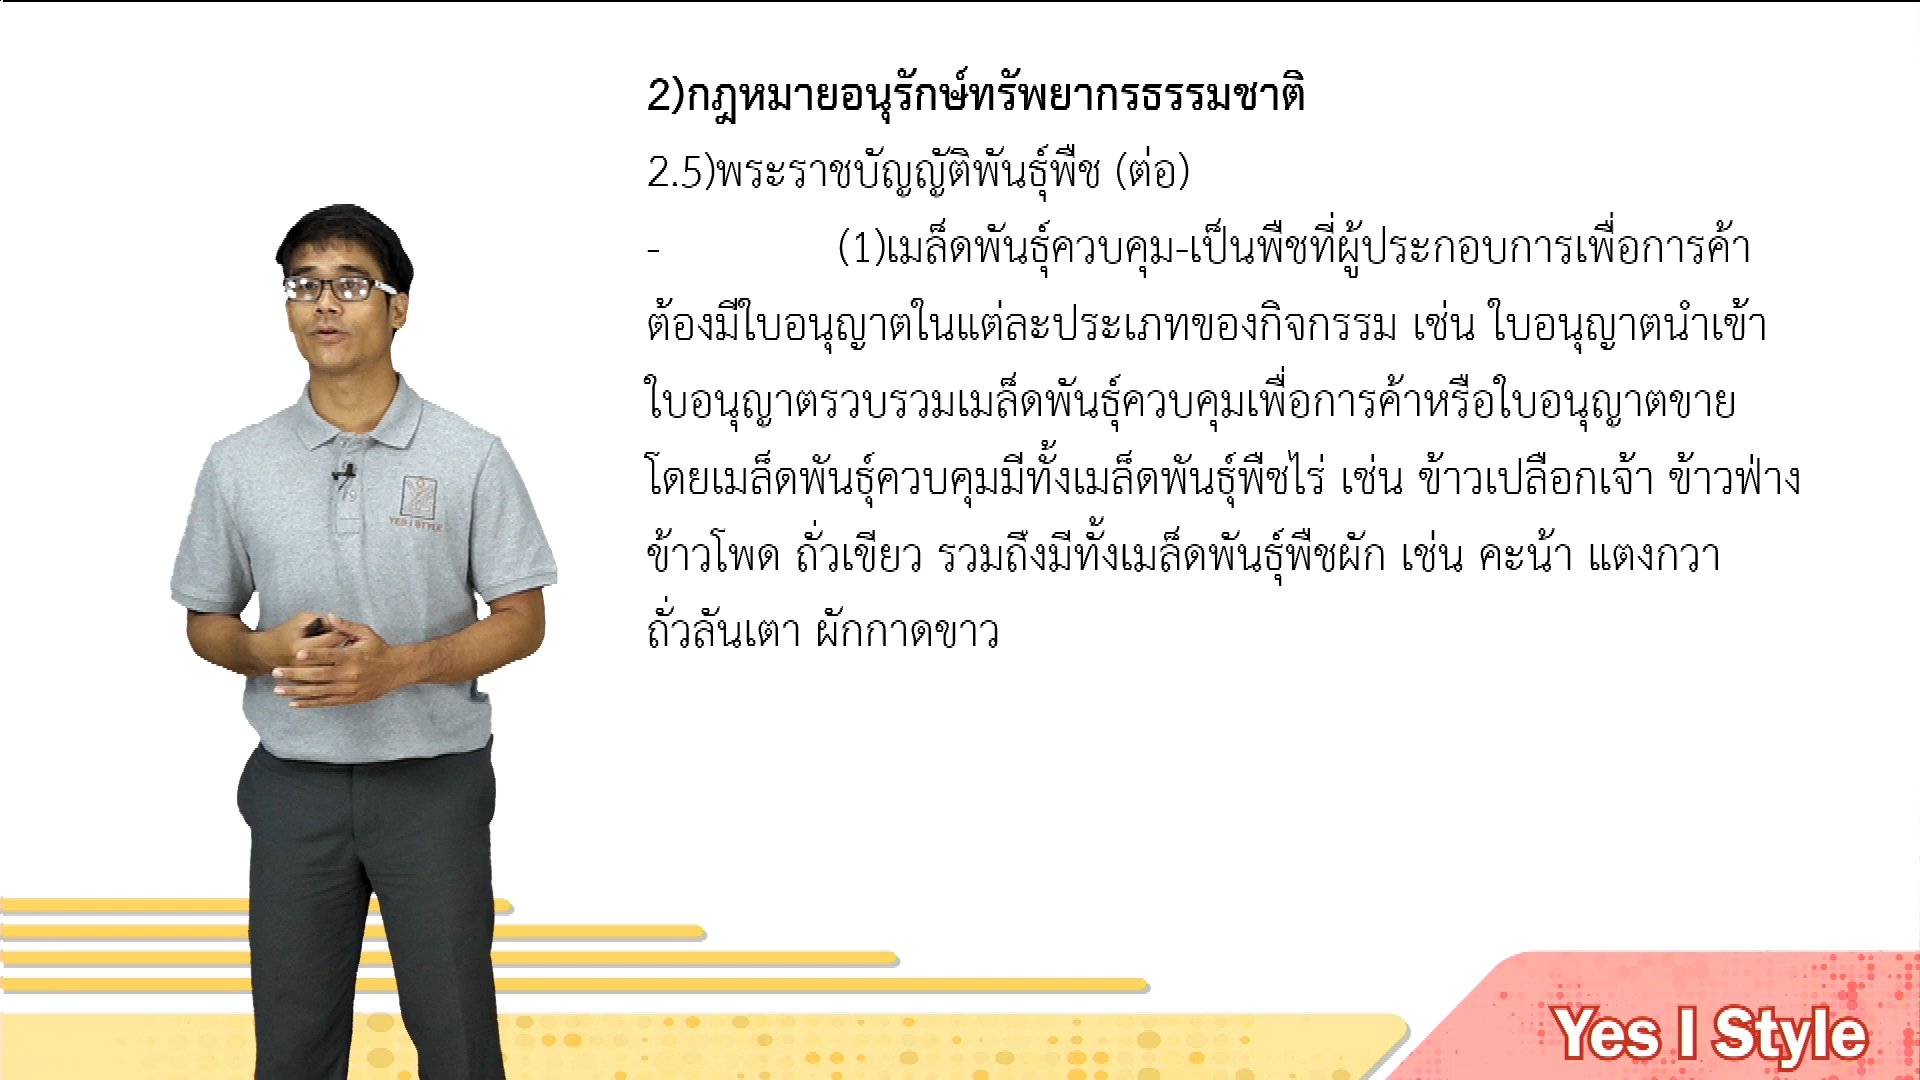 2)กฎหมายอนุรักษ์ทรัพยากรธรรมชาติ
2.5)พระราชบัญญัติพันธุ์พืช (ต่อ)
- (1)เมล็ดพันธุ์ควบคุม-เป็นพืชที่ผู้ประกอบการเพื่อการค้า
ต้องมีใบอนุญาตในแต่ละประเภทของกิจกรรม เช่น ใบอนุญาตนำเข้า
ใบอนุญาตรวบรวมเมล็ดพันธุ์ควบคุมเพื่อการค้าหรือใบอนุญาตขาย
โดยเมล็ดพันธุ์ควบคุมมีทั้งเมล็ดพันธุ์พืชไร่ เช่น ข้าวเปลือกเจ้า ข้าวฟ่าง
ข้าวโพด ถั่วเขียว รวมถึงมีทั้งเมล็ดพันธุ์พืชผัก เช่น คะน้า แตงกวา
ถั่วลันเตา ผักกาดขาว
YES I STYLE
Yes I Style